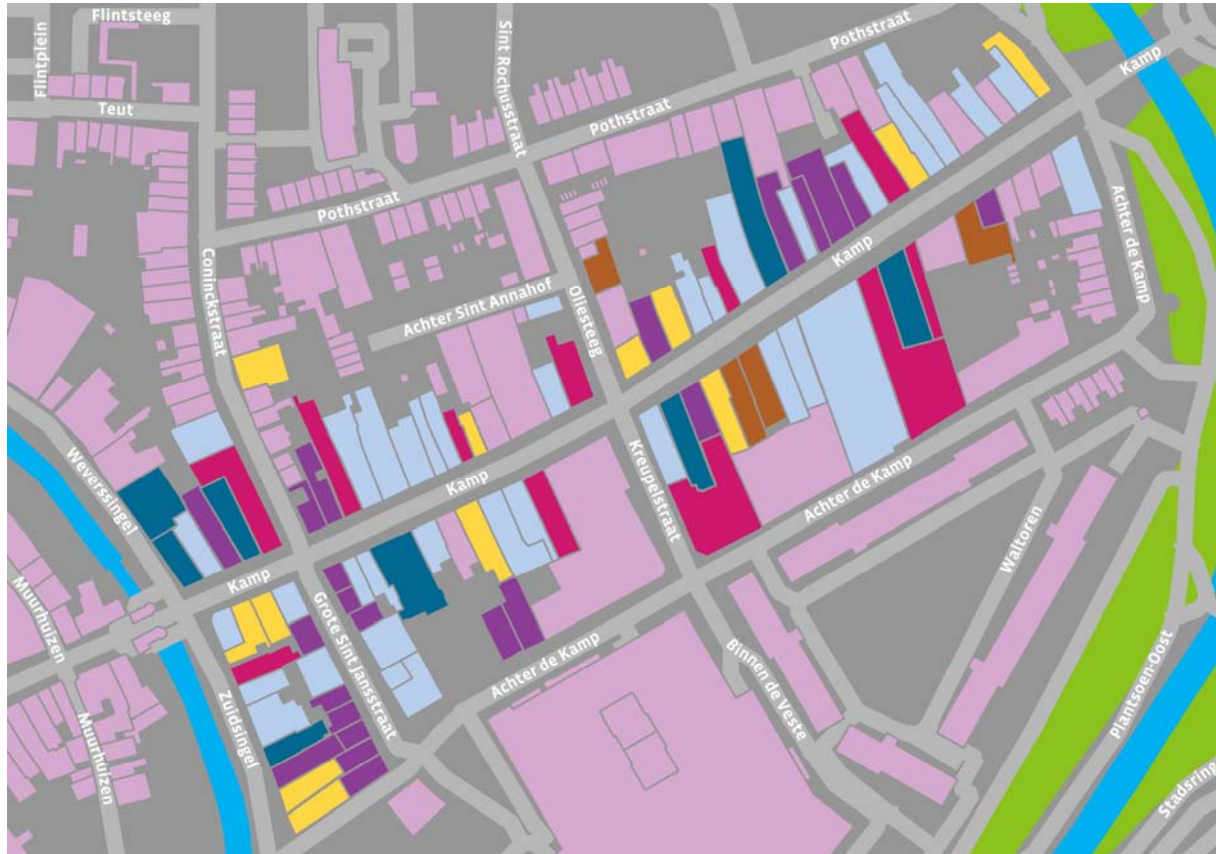 Flintsteeg
Flintplein
Teut
Sint Rochusstraat
Pothstraat
Pothstraat
Pothstraat
Kamp
Achter de Kamp
Coninckstraat
Achter Sint Annahof
Oliesteeg
Kamp
Weverssingel
Kamp
Kreupelstraat
Achter de Kamp
Waltoren
Kamp
Muurhuizen
Grote Sint Jansstraat
Achter de Kamp
Binnen de Veste
Zuidsingel
Plantsoen-Oost
Muurhuizen
Stadsring